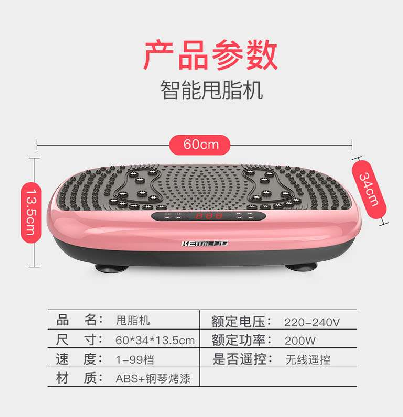 产品参数
智能甩脂机
60cm
13.5cm
34cm
品 名： 甩脂机 额定电压： 220-240V
尺 寸： 60*34*13.5cm 额定功率： 200W
速 度： 1-99档 是否遥控： 无线遥控
材 质： ABS+钢琴烤漆